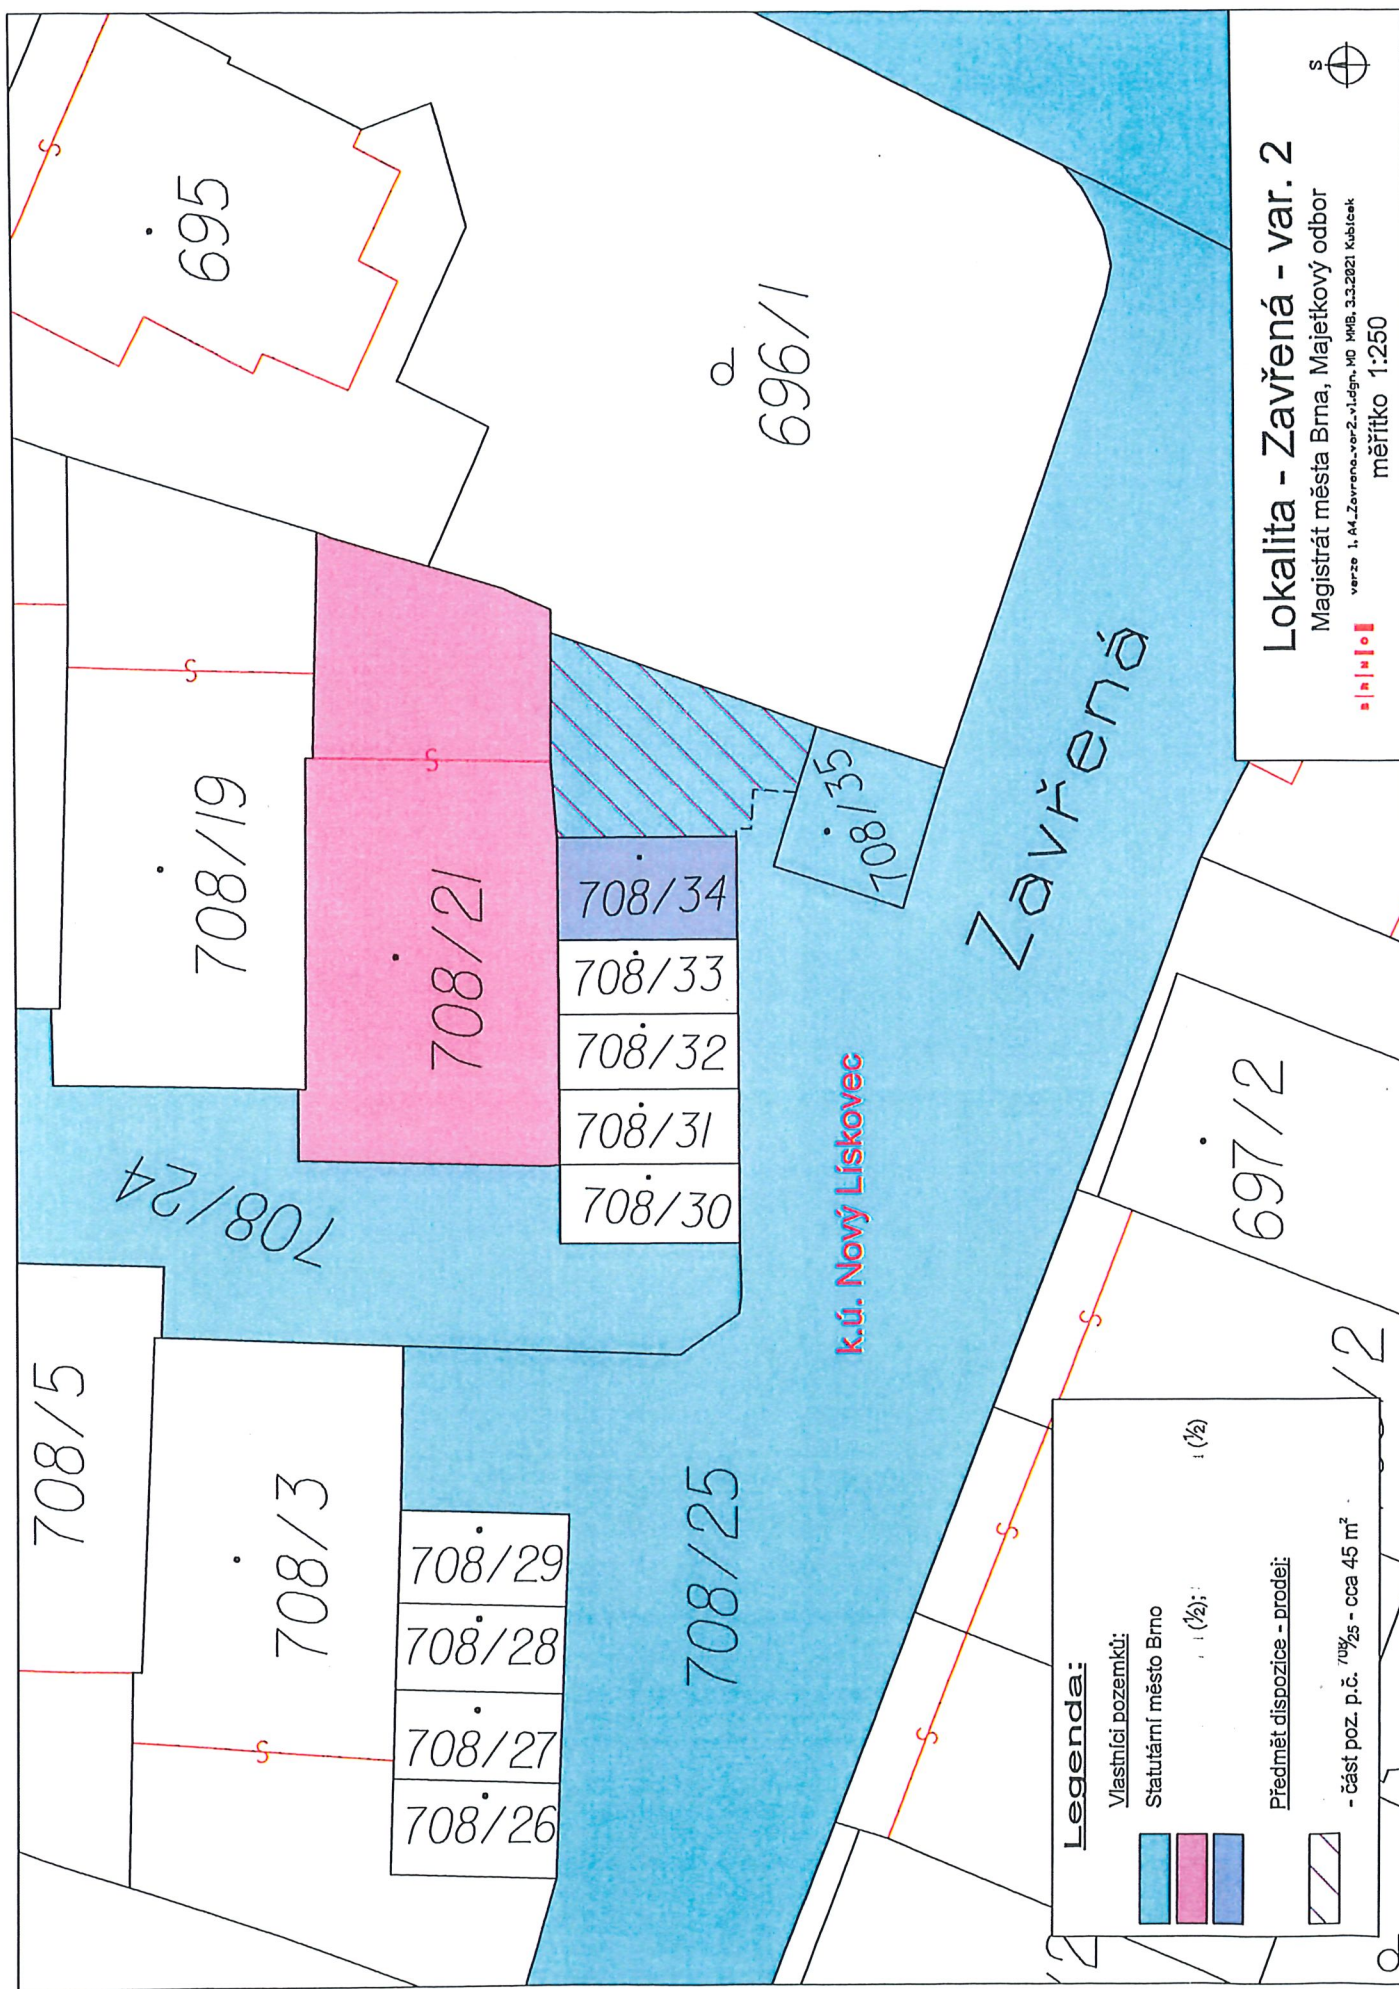 695
708/19
708/21
696/1
708/24
708/5
708/3
708/34
708/33
708/32
708/31
708/30
708/35
708/29
708/28
708/27
708/26
708/25
Zavřená
k.ú. Nový Lískovec
697/2
/2
Legenda:
Vlastníci pozemků:
Statutární město Brno
(½); (½)
Předmět dispozice - prodej:
- část poz. p.č. 708/25 - cca 45 m²
Lokalita - Zavřená - var. 2
Magistrát města Brna, Majetkový odbor
verze 1, A4_Zavrena_var2_v1.dgn, MO MMB, 3.3.2021 Kubicek
měřítko 1:250
B|R|N|O
S